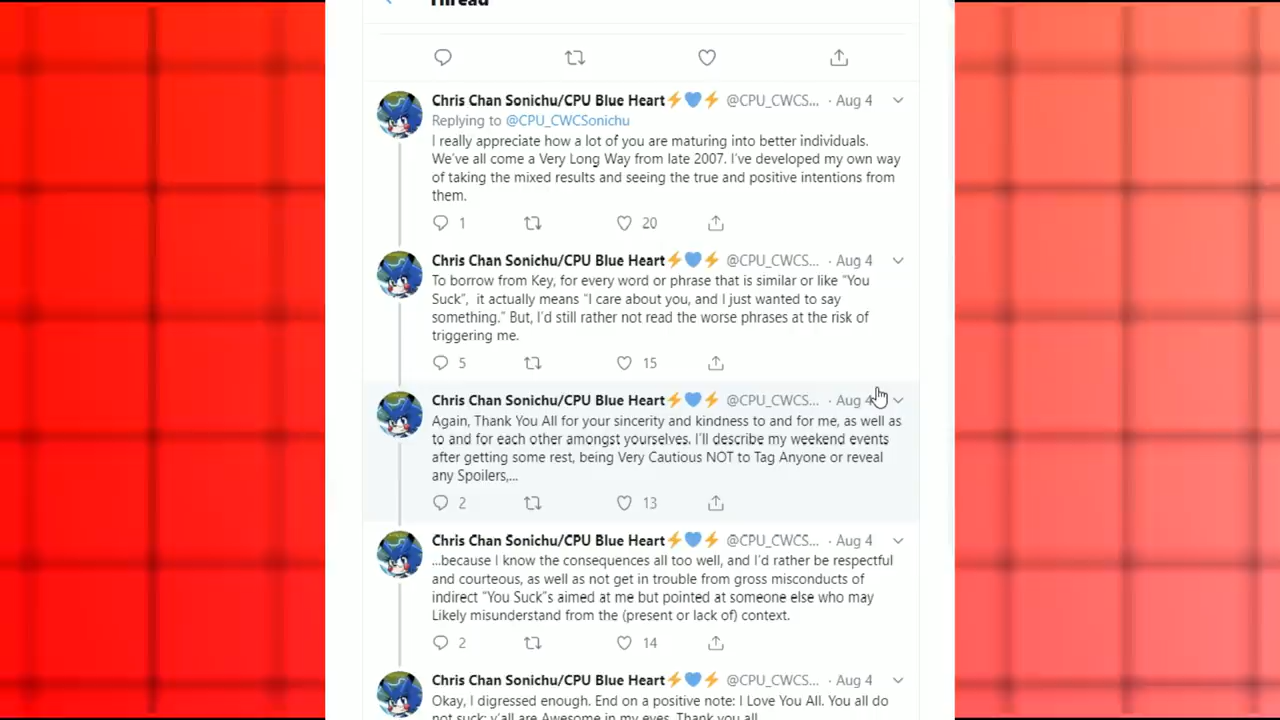 Thread
Chris Chan Sonichu/CPU Blue Heart⚡💙⚡ @CPU_CWCS... · Aug 4
Replying to @CPU_CWCSonichu
I really appreciate how a lot of you are maturing into better individuals.
We've all come a Very Long Way from late 2007. I've developed my own way
of taking the mixed results and seeing the true and positive intentions from
them.
1 20
Chris Chan Sonichu/CPU Blue Heart⚡💙⚡ @CPU_CWCS... · Aug 4
To borrow from Key, for every word or phrase that is similar or like "You
Suck", it actually means "I care about you, and I just wanted to say
something." But, I'd still rather not read the worse phrases at the risk of
triggering me.
5 15
Chris Chan Sonichu/CPU Blue Heart⚡💙⚡ @CPU_CWCS... · Aug 4
Again, Thank You All for your sincerity and kindness to and for me, as well as
to and for each other amongst yourselves. I'll describe my weekend events
after getting some rest, being Very Cautious NOT to Tag Anyone or reveal
any Spoilers,...
2 13
Chris Chan Sonichu/CPU Blue Heart⚡💙⚡ @CPU_CWCS... · Aug 4
...because I know the consequences all too well, and I'd rather be respectful
and courteous, as well as not get in trouble from gross misconducts of
indirect "You Suck"s aimed at me but pointed at someone else who may
Likely misunderstand from the (present or lack of) context.
2 14
Chris Chan Sonichu/CPU Blue Heart⚡💙⚡ @CPU_CWCS... · Aug 4
Okay, I digressed enough. End on a positive note: I Love You All. You all do
not suck; y'all are Awesome in my eyes. Thank you all